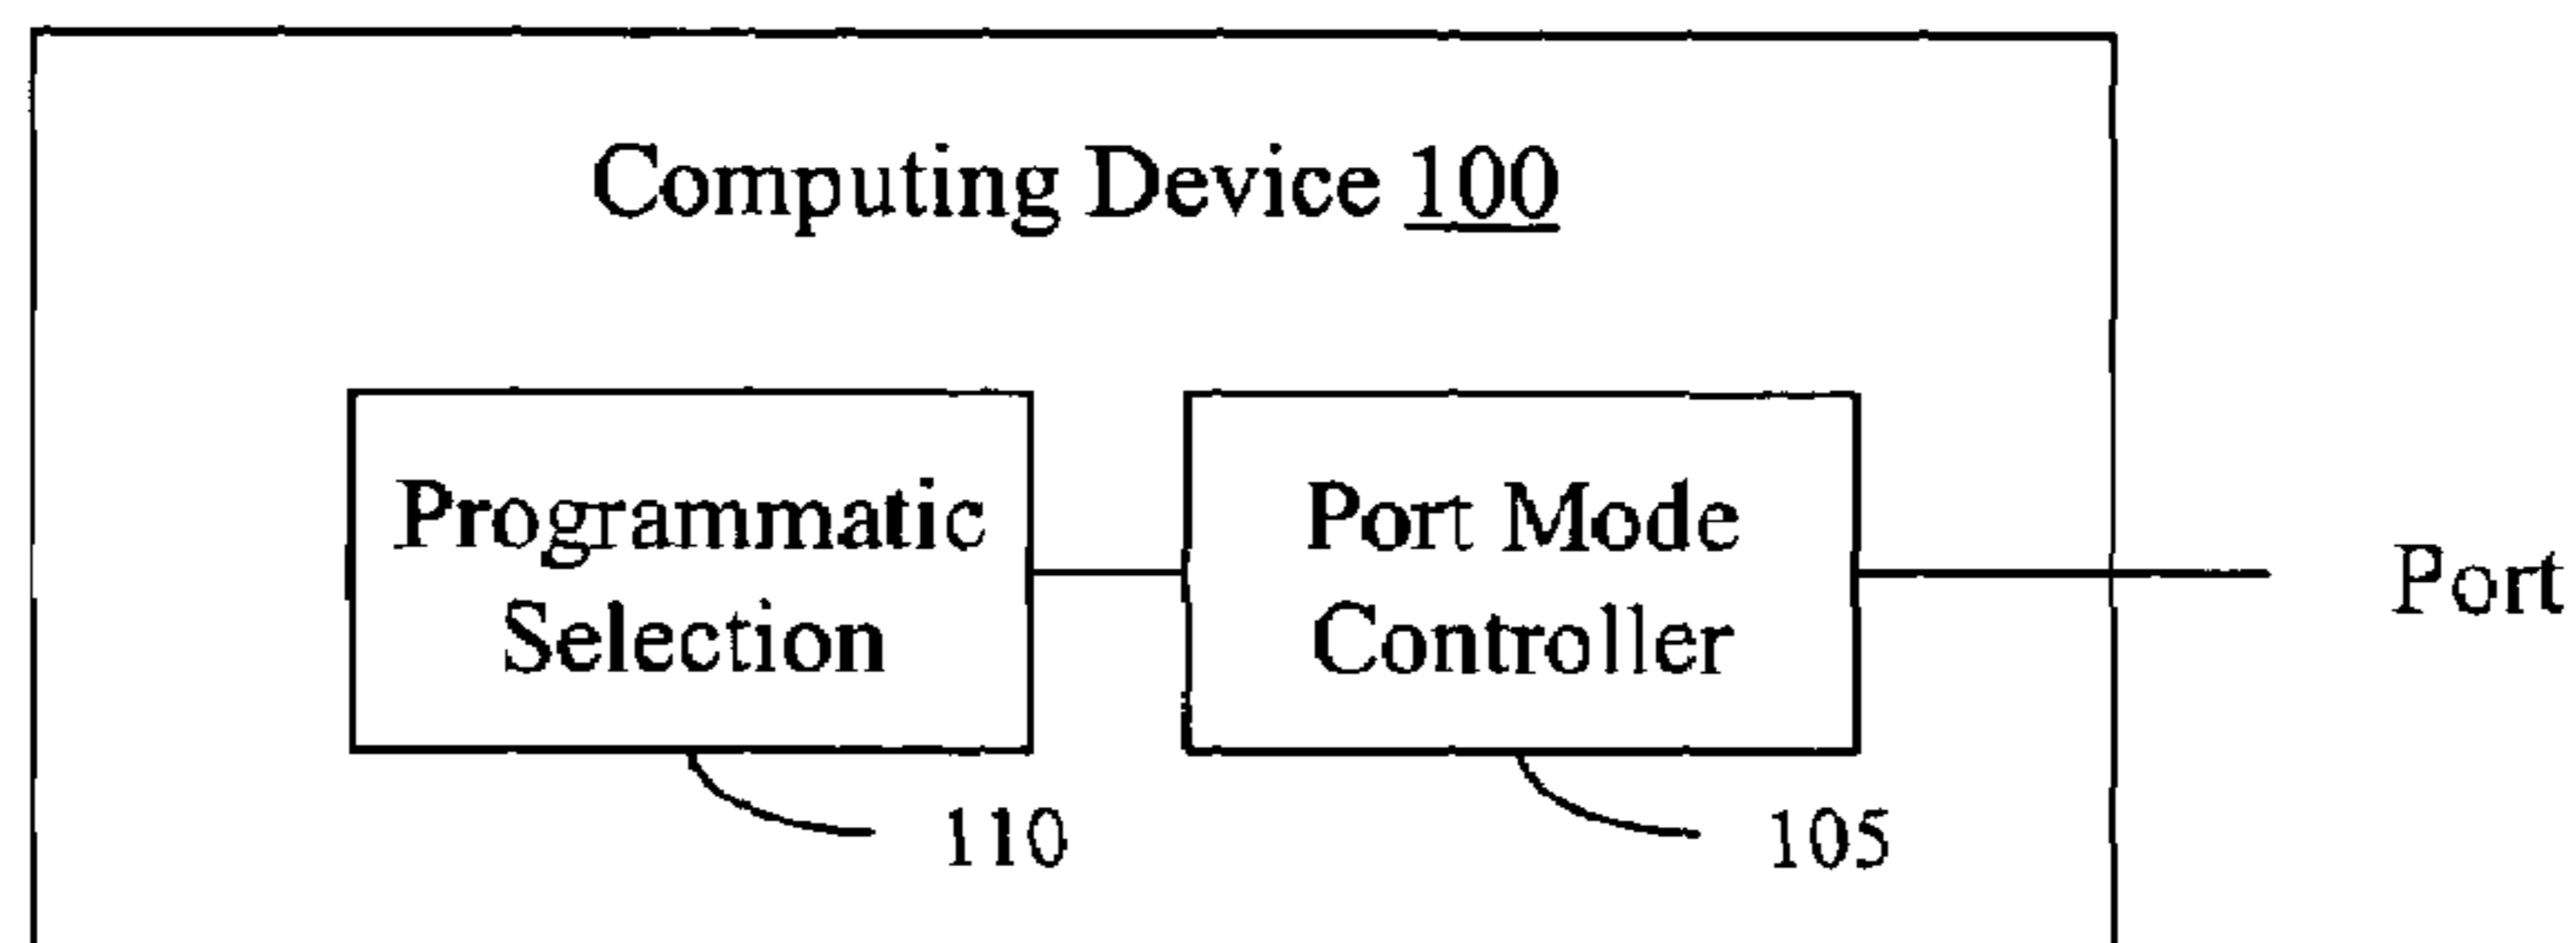 Computing Device 100
Programmatic
Selection
Port Mode
Controller
Port
110
105